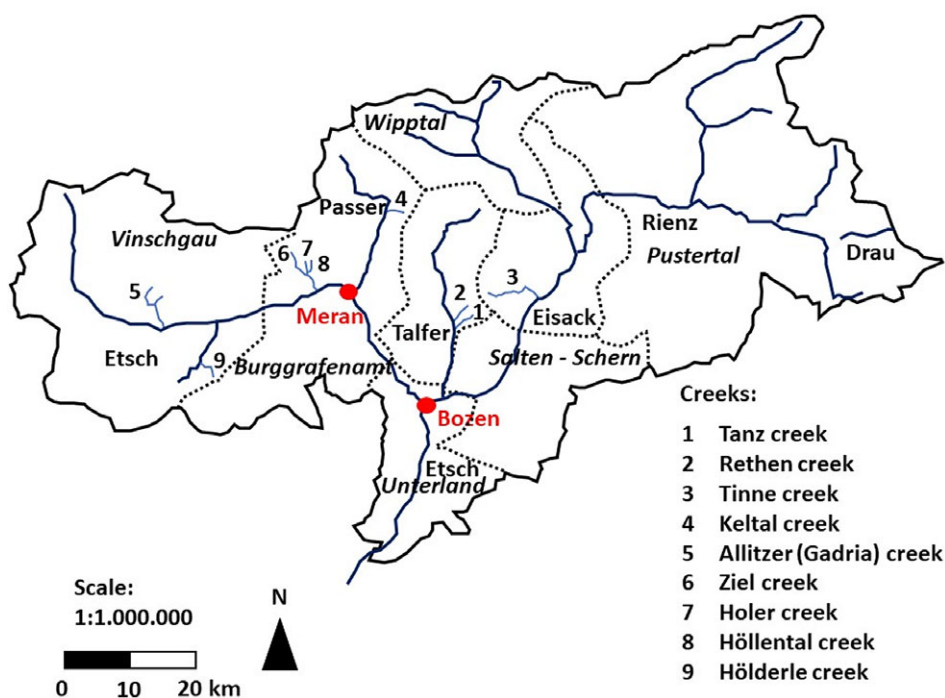 Wipptal
Passer
4
Rienz
Vinschgau
6
7
8
Pustertal
Drau
5
3
2
1
Meran
Talfer
Eisack
Etsch
9
Burggrafenamt
Salten - Schern
Bozen
Etsch
Unterland
Creeks:
1 Tanz creek
2 Rethen creek
3 Tinne creek
4 Keltal creek
5 Allitzer (Gadria) creek
6 Ziel creek
7 Holer creek
8 Höllental creek
9 Hölderle creek
Scale:
1:1.000.000
N
0 10 20 km